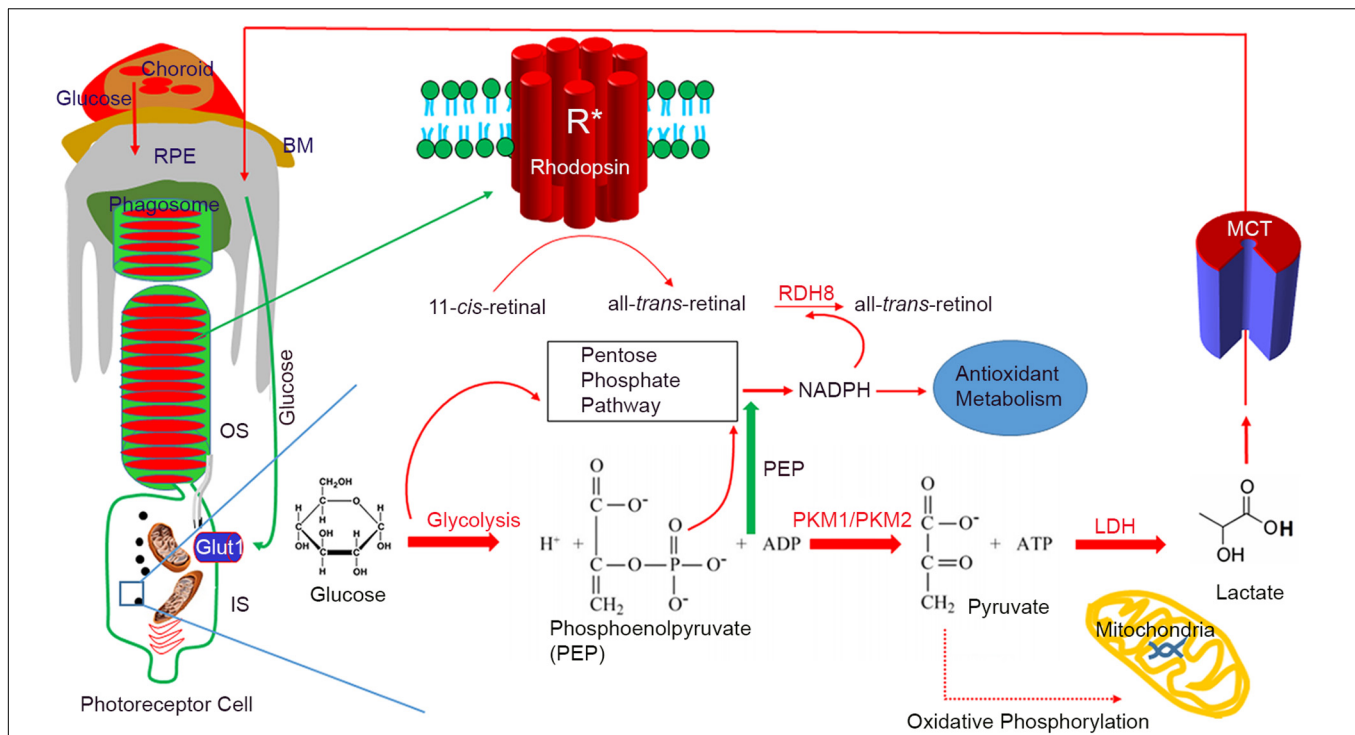 Choroid
Glucose
BM
RPE
Phagosome
R*
Rhodopsin
MCT
11-cis-retinal
all-trans-retinal
RDH8
all-trans-retinol
Glucose
OS
Pentose
Phosphate
Pathway
NADPH
Antioxidant
Metabolism
PEP
Glut1
IS
Photoreceptor Cell
CH₂OH
H
O
H
H
OH
H
OH
H
OH
H
OH
Glucose
Glycolysis
H⁺ +
O
C
O⁻
C
O
P
O
O⁻
O⁻
CH₂
Phosphoenolpyruvate
(PEP)
+ ADP
PKM1/PKM2
O
C
O⁻
C
O
CH₃
Pyruvate
+ ATP
LDH
O
OH
OH
Lactate
Mitochondria
Oxidative Phosphorylation